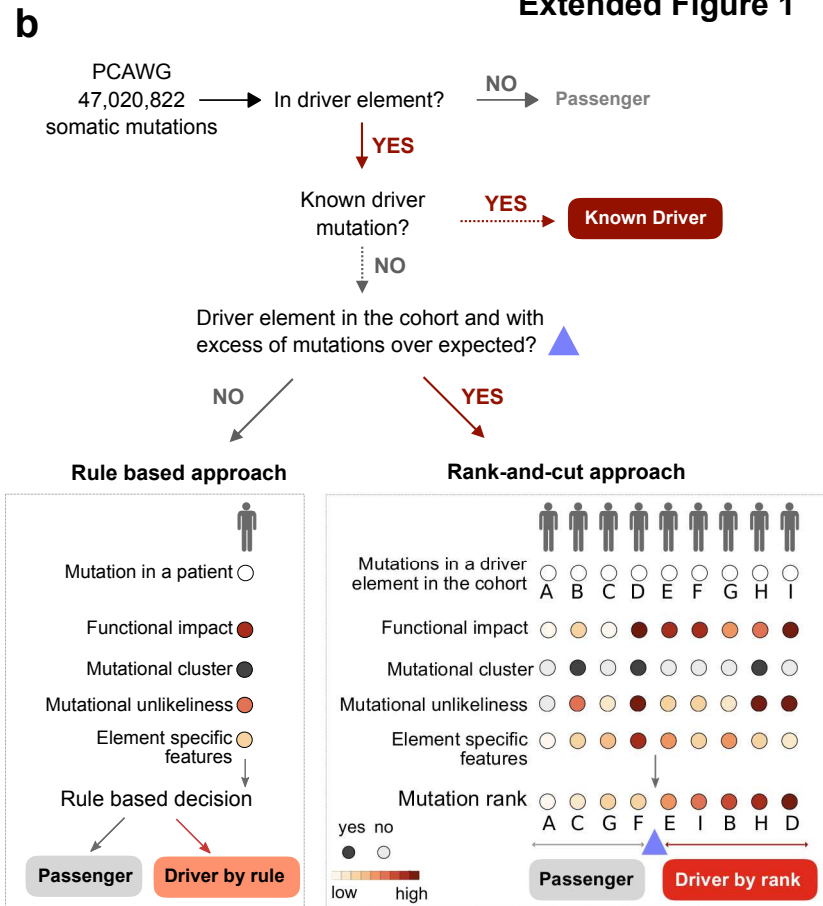 Extended Figure 1
b
PCAWG
47,020,822
somatic mutations
In driver element?
NO
Passenger
YES
Known driver
mutation?
YES
Known Driver
NO
Driver element in the cohort and with
excess of mutations over expected?
NO
YES
Rule based approach
Mutation in a patient
Functional impact
Mutational cluster
Mutational unlikeliness
Element specific
features
Rule based decision
Passenger
Driver by rule
Rank-and-cut approach
Mutations in a driver
element in the cohort
A B C D E F G H I
Functional impact
Mutational cluster
Mutational unlikeliness
Element specific
features
Mutation rank
A C G F E I B H D
yes no
low high
Passenger
Driver by rank